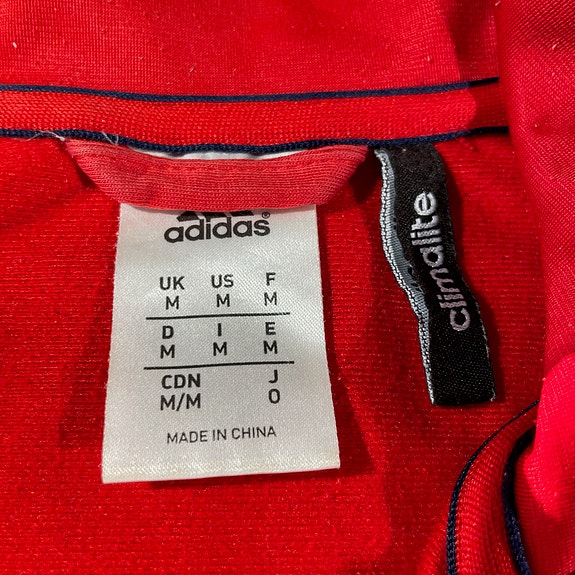 adidas®
UK US F
M M M
D I E
M M M
CDN J
M/M O
MADE IN CHINA
climalite